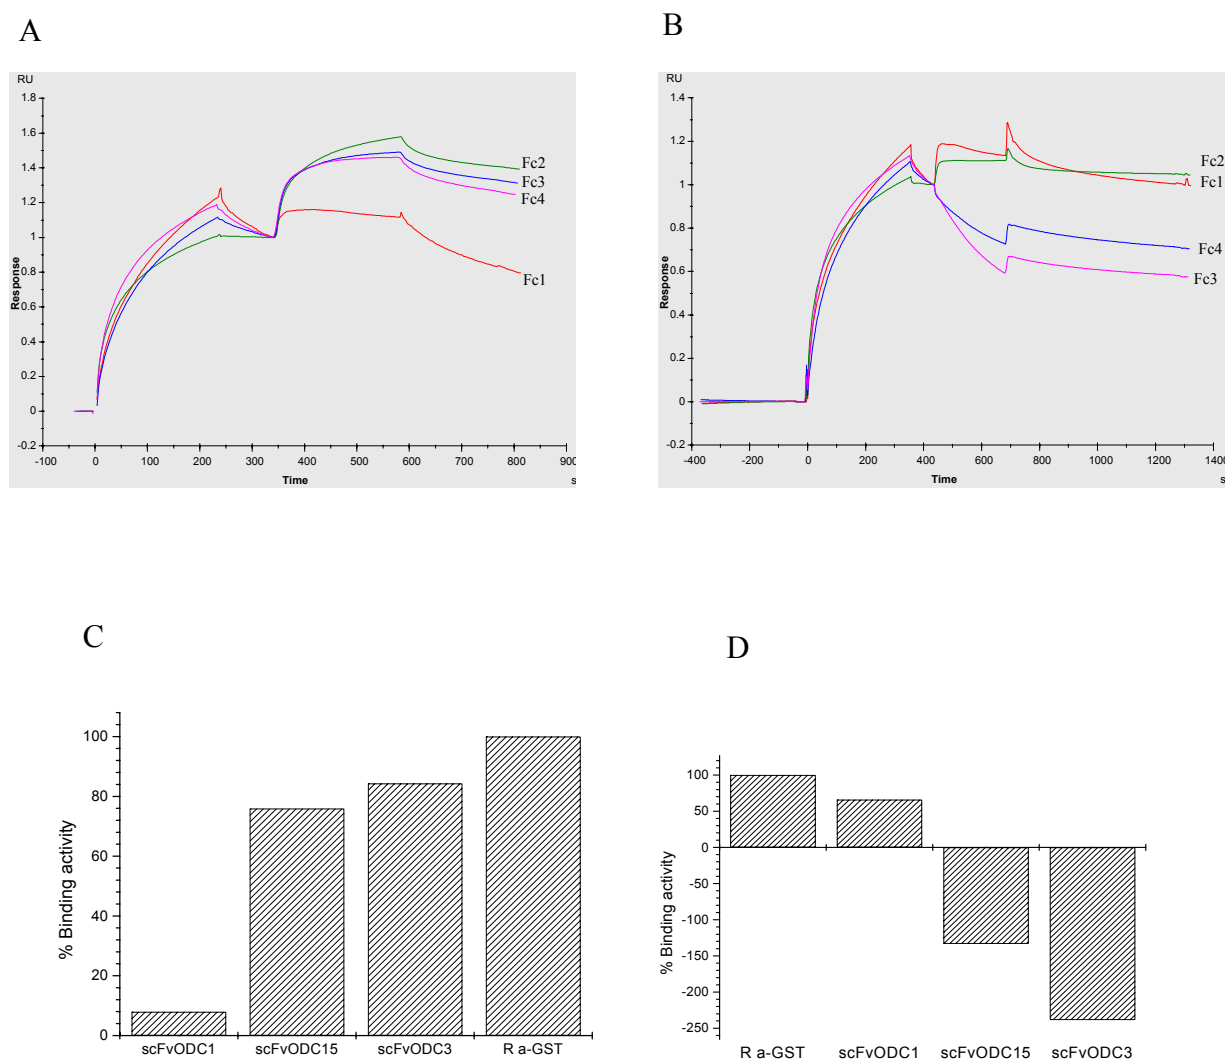 A
B
RU
1.8
1.6
1.4
1.2
1
0.8
0.6
0.4
0.2
0
-0.2
-100
0
100
200
300
400
500
600
700
800
900
Response
Time
s
Fc2
Fc3
Fc4
Fc1
RU
1.4
1.2
1
0.8
0.6
0.4
0.2
0
-0.2
-400
-200
0
200
400
600
800
1000
1200
1400
Response
Time
s
Fc2
Fc1
Fc4
Fc3
C
D
100
80
60
40
20
0
% Binding activity
scFvODC1
scFvODC15
scFvODC3
R a-GST
100
50
0
-50
-100
-150
-200
-250
% Binding activity
R a-GST
scFvODC1
scFvODC15
scFvODC3